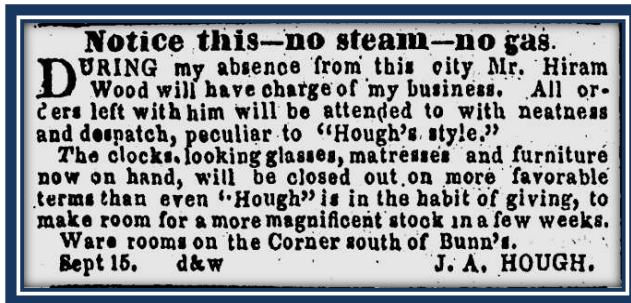 Notice this—no steam—no gas.
DURING my absence from this city Mr. Hiram
Wood will have charge of my business. All or-
ders left with him will be attended to with neatness
and despatch, peculiar to "Hough's style."
The clocks, looking glasses, matresses and furniture
now on hand, will be closed out on more favorable
terms than even "Hough" is in the habit of giving, to
make room for a more magnificent stock in a few weeks.
Ware rooms on the Corner south of Bunn's.
Sept 15. d&w J. A. HOUGH.